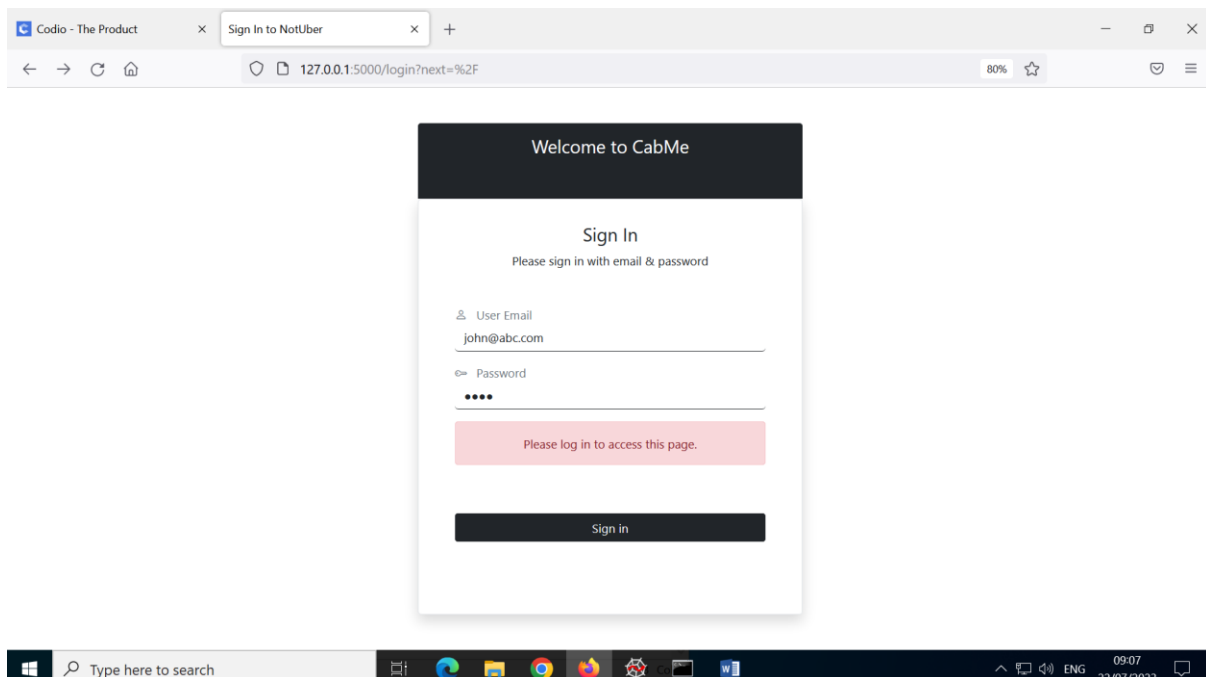 Codio - The Product Sign In to NotUber
127.0.0.1:5000/login?next=%2F 80%
Welcome to CabMe
Sign In
Please sign in with email & password
User Email
john@abc.com
Password
Please log in to access this page.
Sign in
Type here to search ENG 09:07